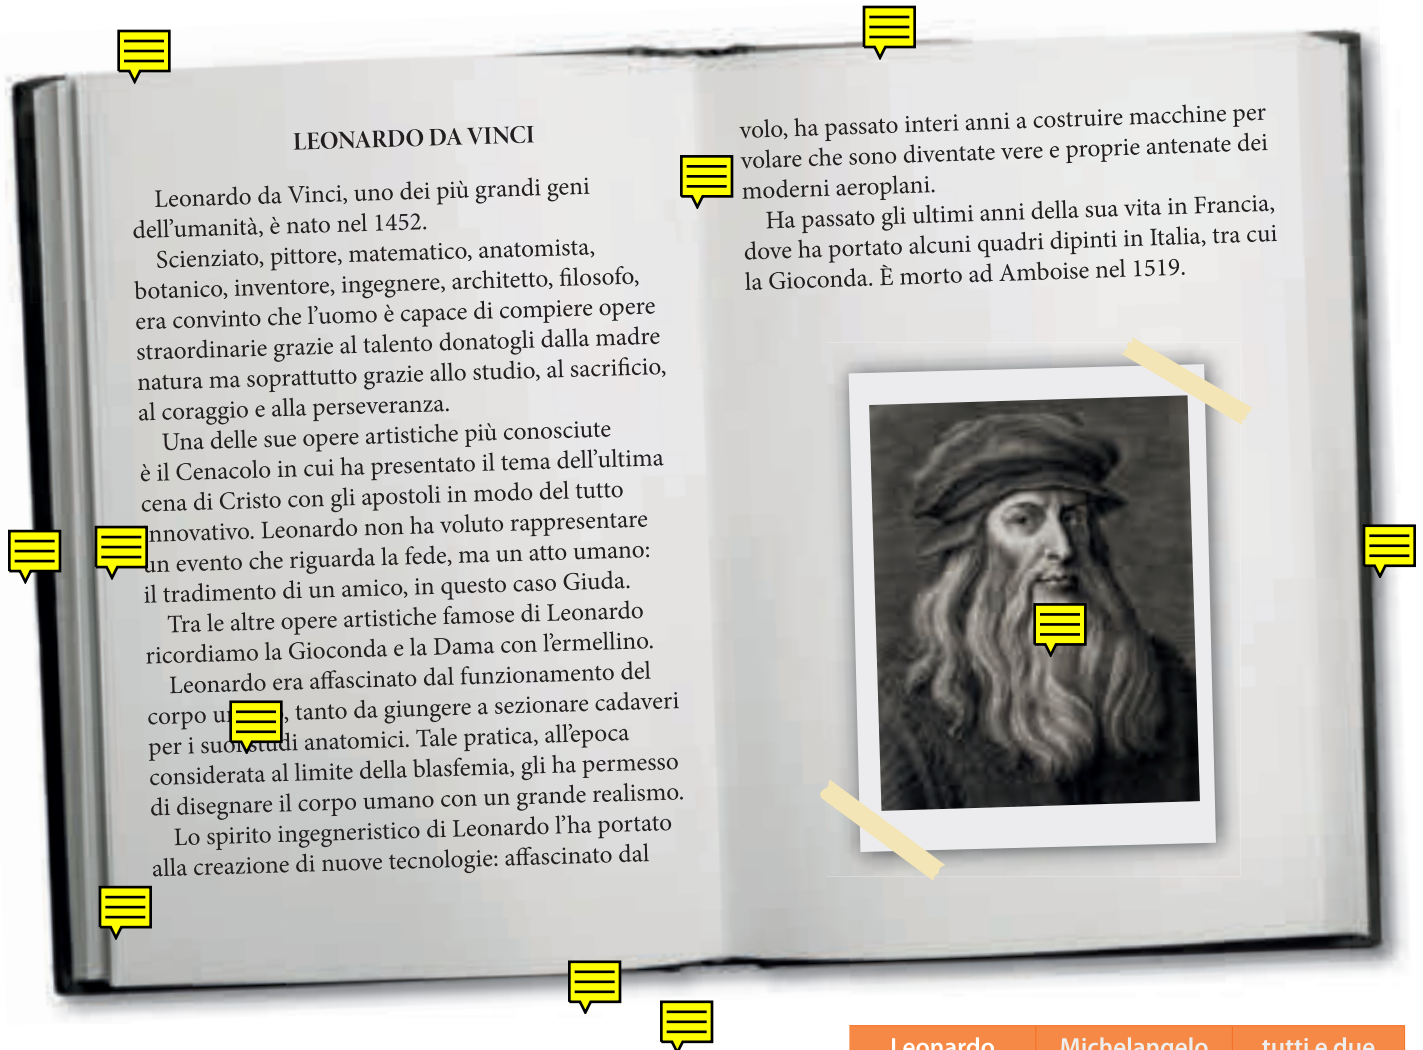 LEONARDO DA VINCI
Leonardo da Vinci, uno dei più grandi geni
dell'umanità, è nato nel 1452.
Scienziato, pittore, matematico, anatomista,
botanico, inventore, ingegnere, architetto, filosofo,
era convinto che l'uomo è capace di compiere opere
straordinarie grazie al talento donatogli dalla madre
natura ma soprattutto grazie allo studio, al sacrificio,
al coraggio e alla perseveranza.
Una delle sue opere artistiche più conosciute
è il Cenacolo in cui ha presentato il tema dell'ultima
cena di Cristo con gli apostoli in modo del tutto
innovativo. Leonardo non ha voluto rappresentare
un evento che riguarda la fede, ma un atto umano:
il tradimento di un amico, in questo caso Giuda.
Tra le altre opere artistiche famose di Leonardo
ricordiamo la Gioconda e la Dama con l'ermellino.
Leonardo era affascinato dal funzionamento del
corpo , tanto da giungere a sezionare cadaveri
per i suoi studi anatomici. Tale pratica, all'epoca
considerata al limite della blasfemia, gli ha permesso
di disegnare il corpo umano con un grande realismo.
Lo spirito ingegneristico di Leonardo l'ha portato
alla creazione di nuove tecnologie: affascinato dal
volo, ha passato interi anni a costruire macchine per
volare che sono diventate vere e proprie antenate dei
moderni aeroplani.
Ha passato gli ultimi anni della sua vita in Francia,
dove ha portato alcuni quadri dipinti in Italia, tra cui
la Gioconda. È morto ad Amboise nel 1519.
Leonardo Michelangelo tutti e due